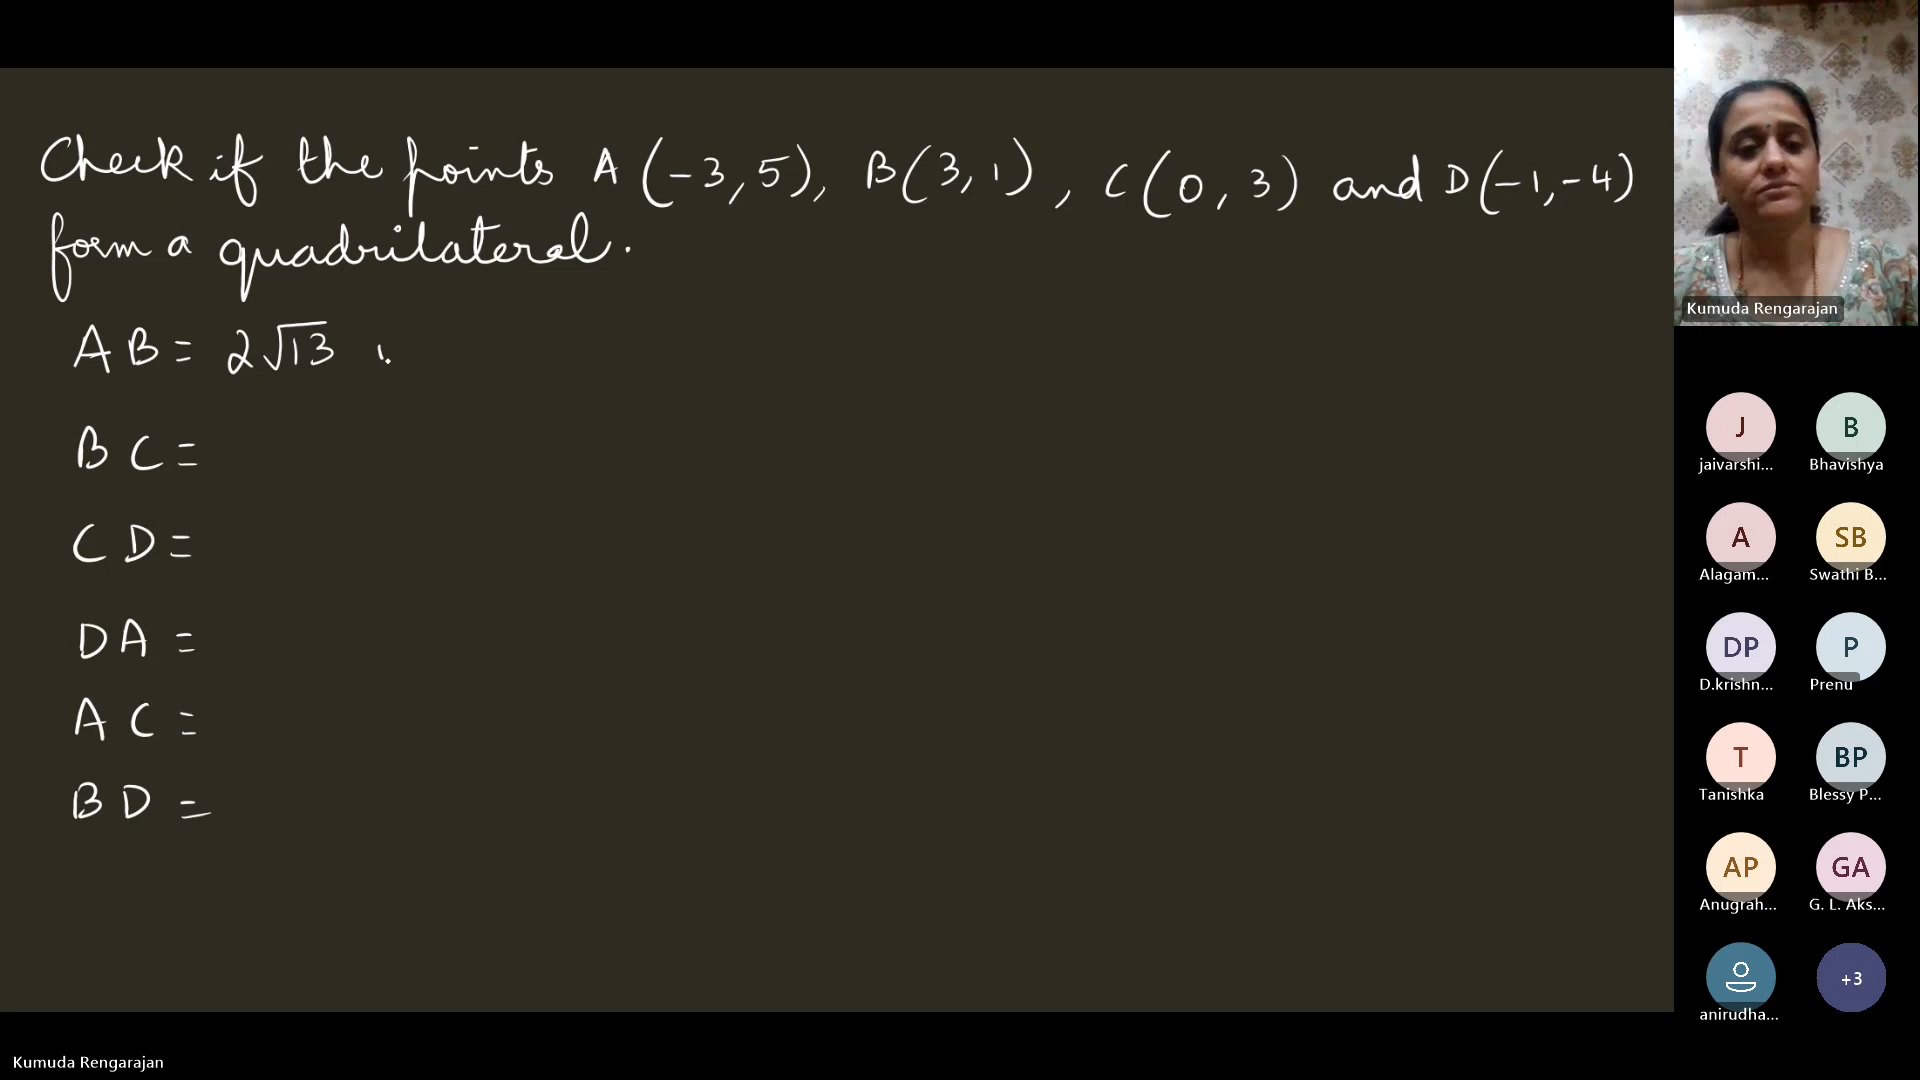 Check if the points A (-3, 5), B(3, 1), C(0, 3) and D(-1, -4)
form a quadrilateral.
AB = 2√13
BC =
CD =
DA =
AC =
BD =
Kumuda Rengarajan
J
jaivarshi...
B
Bhavishya
A
Alagam...
SB
Swathi B...
DP
D.krishn...
P
Prenu
T
Tanishka
BP
Blessy P...
AP
Anugrah...
GA
G. L. Aks...
anirudha...
+3
Kumuda Rengarajan